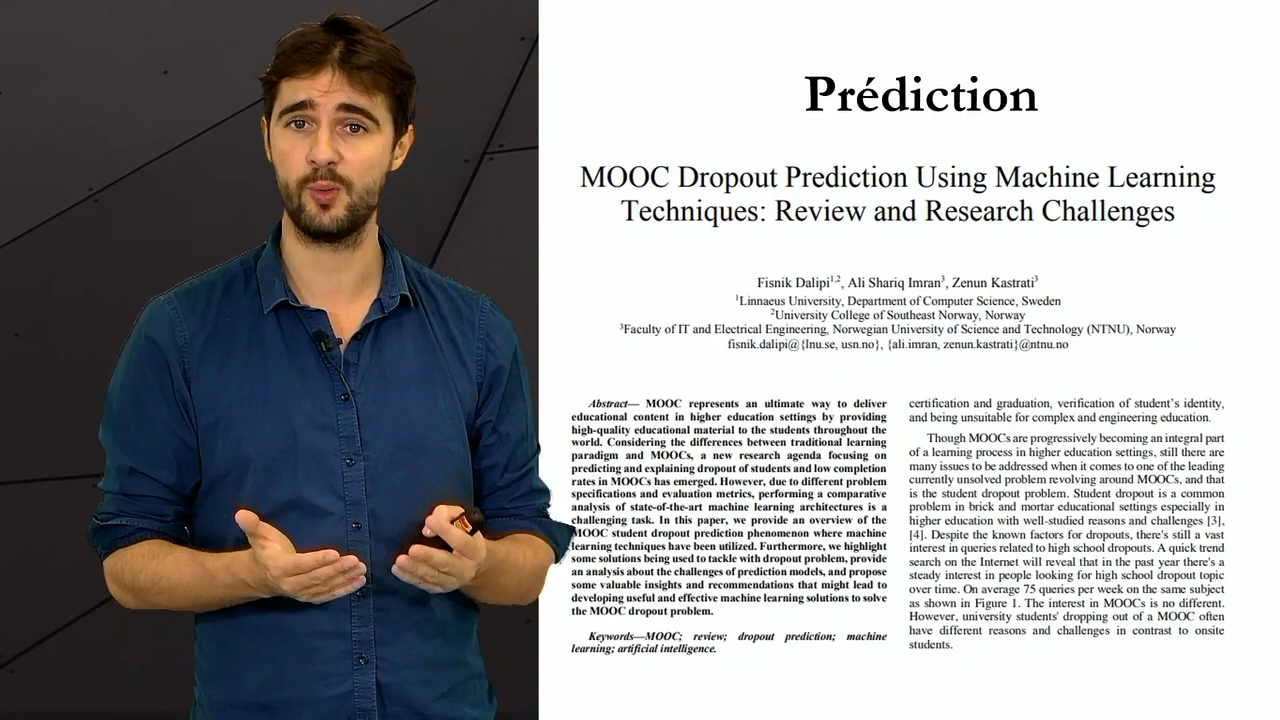 Prédiction
MOOC Dropout Prediction Using Machine Learning
Techniques: Review and Research Challenges
Fisnik Dalipi1,2, Ali Shariq Imran3, Zenun Kastrati3
1Linnaeus University, Department of Computer Science, Sweden
2University College of Southeast Norway, Norway
3Faculty of IT and Electrical Engineering, Norwegian University of Science and Technology (NTNU), Norway
fisnik.dalipi@{lnu.se, usn.no}, {ali.imran, zenun.kastrati}@ntnu.no
Abstract— MOOC represents an ultimate way to deliver
educational content in higher education settings by providing
high-quality educational material to the students throughout the
world. Considering the differences between traditional learning
paradigm and MOOCs, a new research agenda focusing on
predicting and explaining dropout of students and low completion
rates in MOOCs has emerged. However, due to different problem
specifications and evaluation metrics, performing a comparative
analysis of state-of-the-art machine learning architectures is a
challenging task. In this paper, we provide an overview of the
MOOC student dropout prediction phenomenon where machine
learning techniques have been utilized. Furthermore, we highlight
some solutions being used to tackle with dropout problem, provide
an analysis about the challenges of prediction models, and propose
some valuable insights and recommendations that might lead to
developing useful and effective machine learning solutions to solve
the MOOC dropout problem.
Keywords—MOOC; review; dropout prediction; machine
learning; artificial intelligence.
certification and graduation, verification of student's identity,
and being unsuitable for complex and engineering education.
Though MOOCs are progressively becoming an integral part
of a learning process in higher education settings, still there are
many issues to be addressed when it comes to one of the leading
currently unsolved problem revolving around MOOCs, and that
is the student dropout problem. Student dropout is a common
problem in brick and mortar educational settings especially in
higher education with well-studied reasons and challenges [3],
[4]. Despite the known factors for dropouts, there's still a vast
interest in queries related to high school dropouts. A quick trend
search on the Internet will reveal that in the past year there's a
steady interest in people looking for high school dropout topic
over time. On average 75 queries per week on the same subject
as shown in Figure 1. The interest in MOOCs is no different.
However, university students' dropping out of a MOOC often
have different reasons and challenges in contrast to onsite
students.